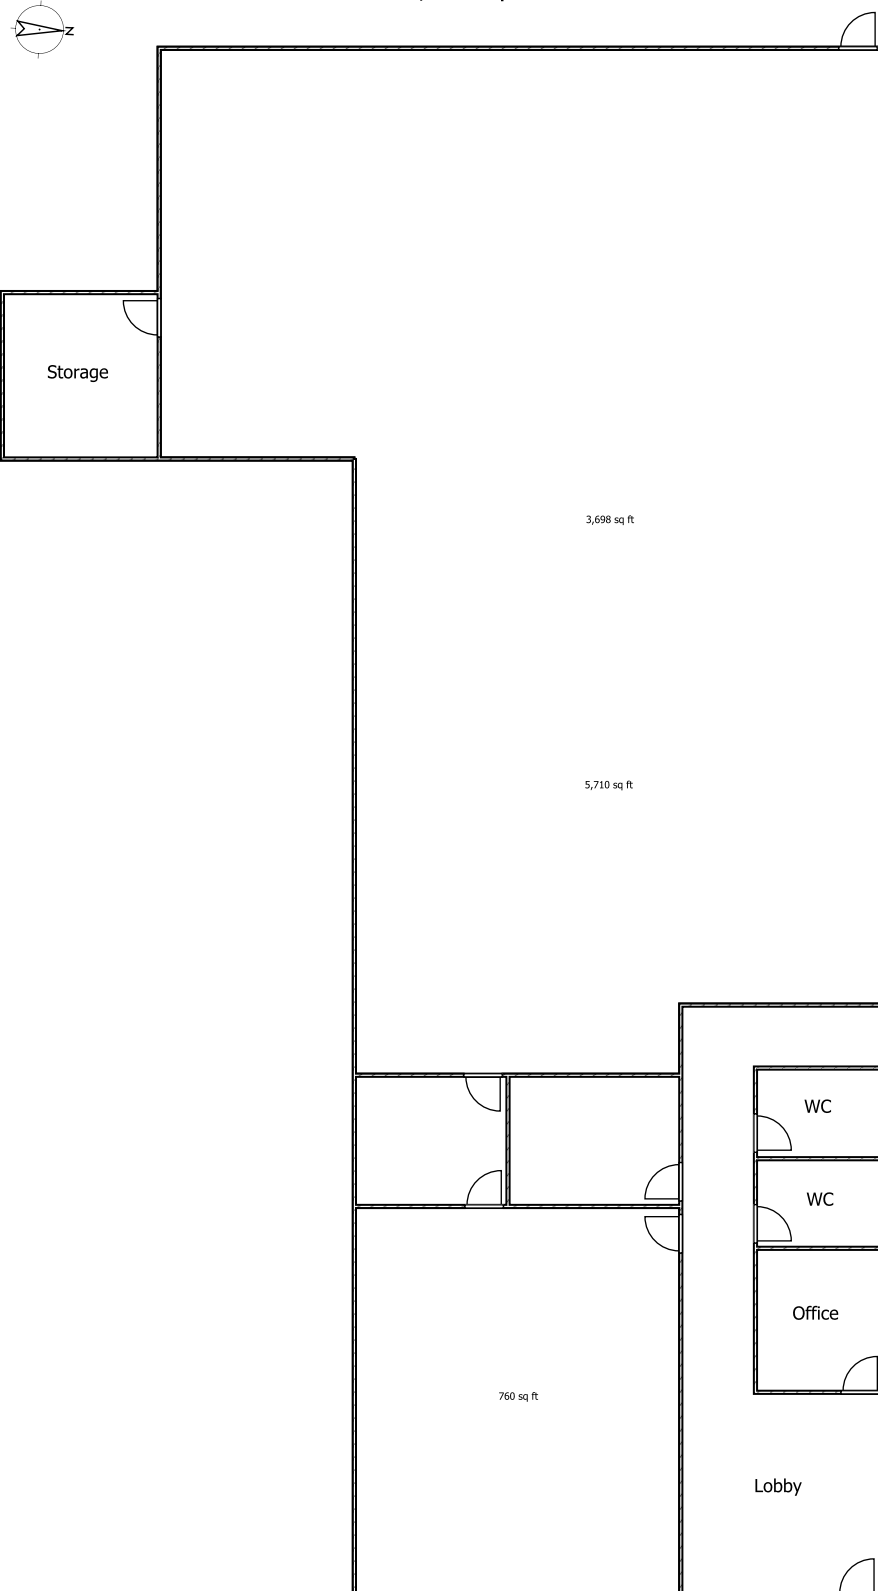 N
Storage
3,698 sq ft
5,710 sq ft
WC
WC
Office
760 sq ft
Lobby